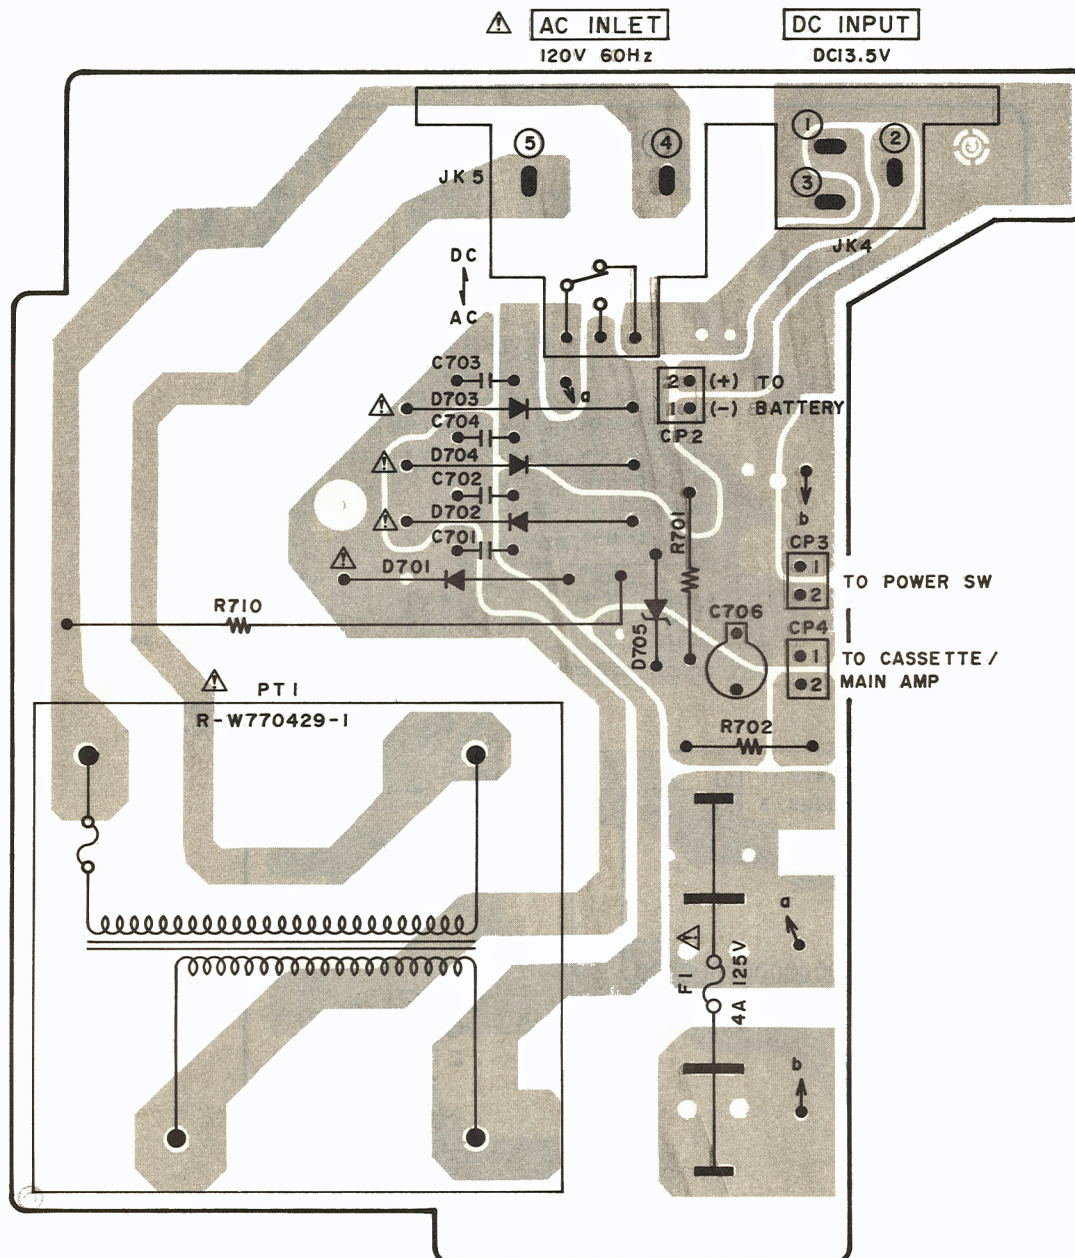 ⚠ AC INLET
120V 60Hz
DC INPUT
DC13.5V
5
4
1
2
3
JK5
JK4
DC
AC
C703
a
2 (+) TO
D703
1 (-) BATTERY
C704
CP2
D704
C702
D702
R701
b
C701
CP3
D701
1
TO POWER SW
2
R710
C706
D705
CP4
1
TO CASSETTE/
2
MAIN AMP
PT1
R-W770429-1
R702
a
F1
4A 125V
b